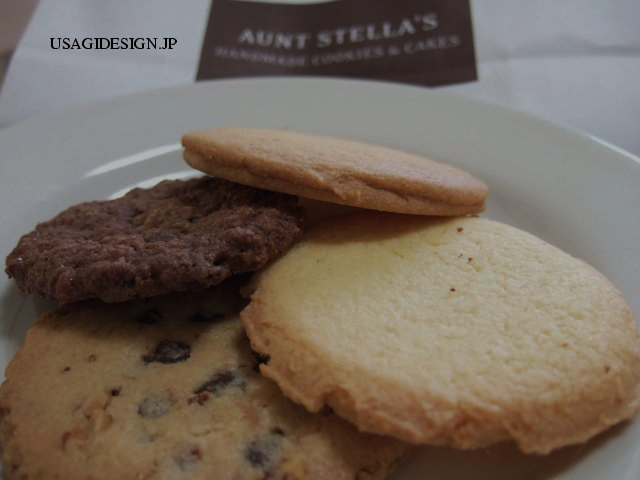 USAGIDESIGN.JP
AUNT STELLA'S
HANDMADE COOKIES & CAKES